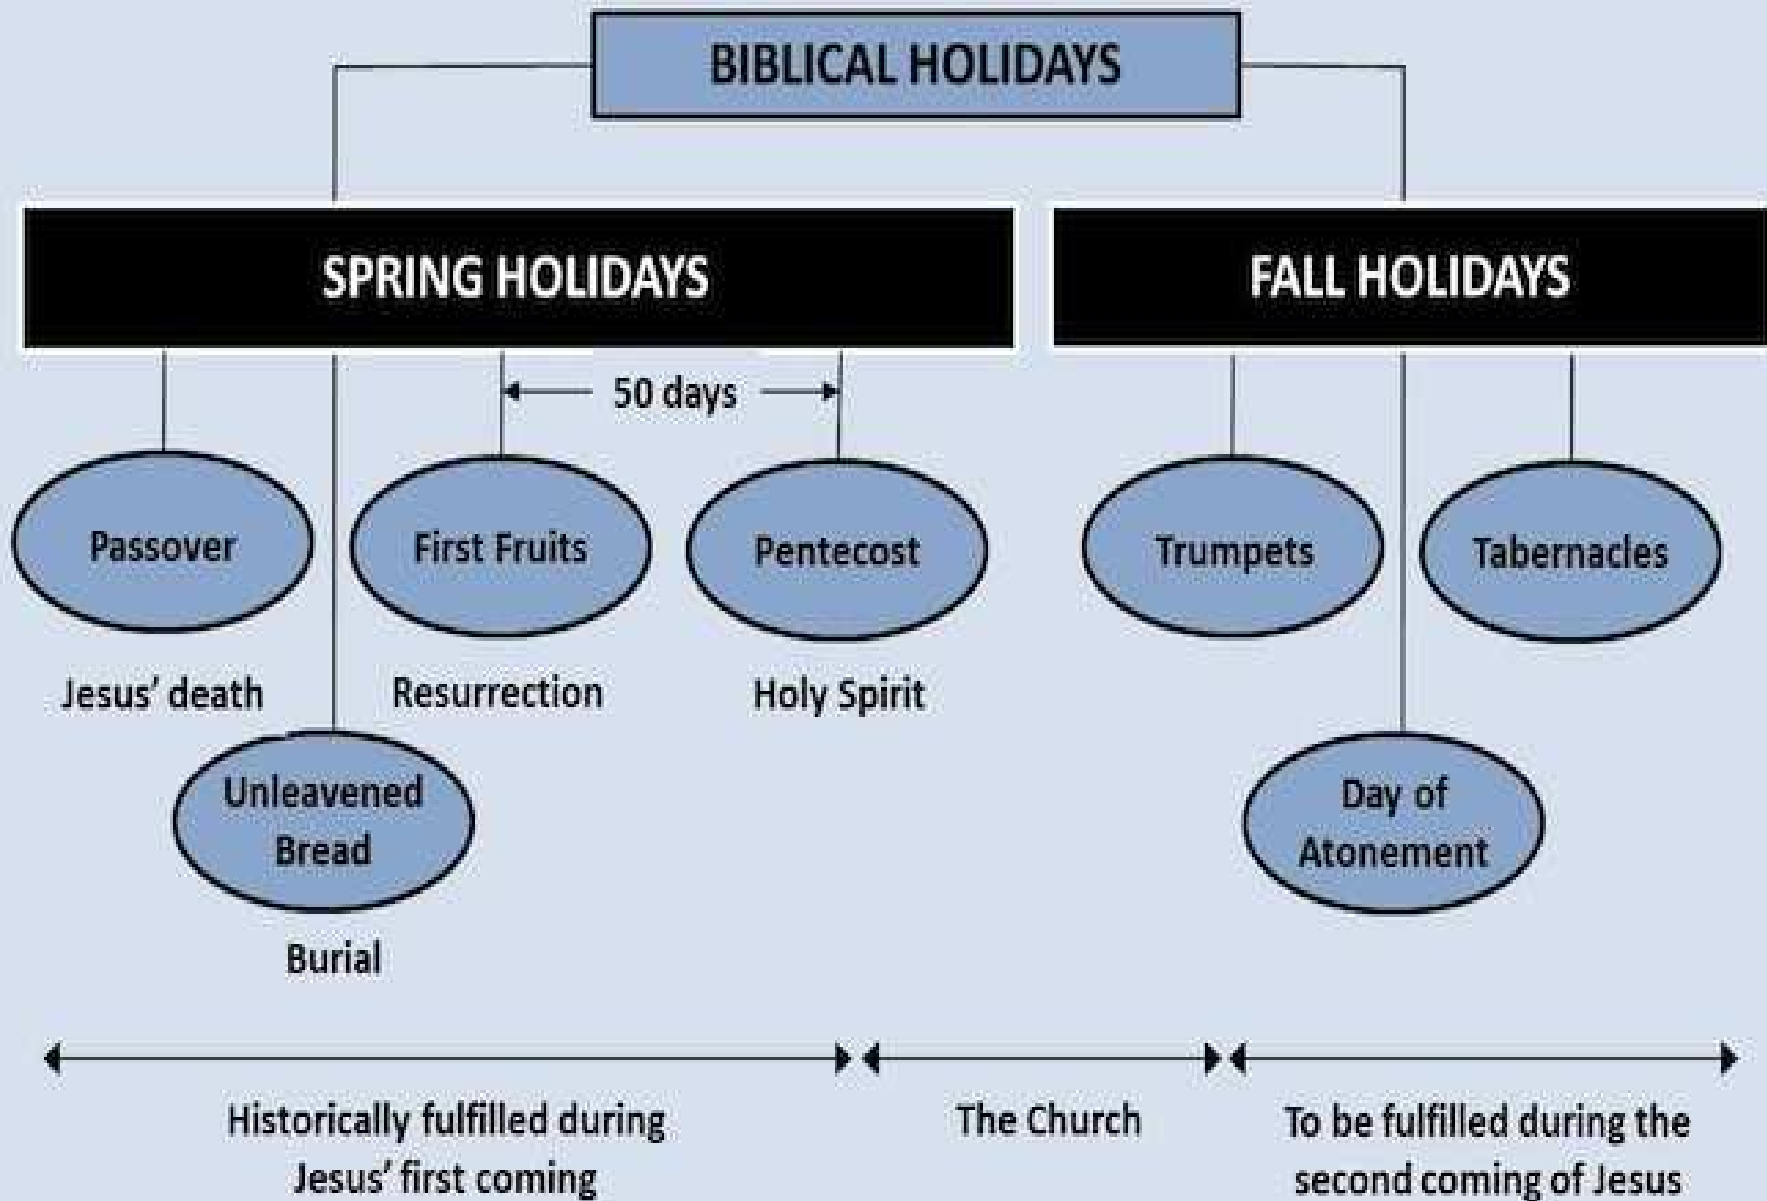 BIBLICAL HOLIDAYS
SPRING HOLIDAYS
FALL HOLIDAYS
50 days
Passover
First Fruits
Pentecost
Trumpets
Tabernacles
Jesus’ death
Resurrection
Holy Spirit
Unleavened
Bread
Day of
Atonement
Burial
Historically fulfilled during
Jesus’ first coming
The Church
To be fulfilled during the
second coming of Jesus